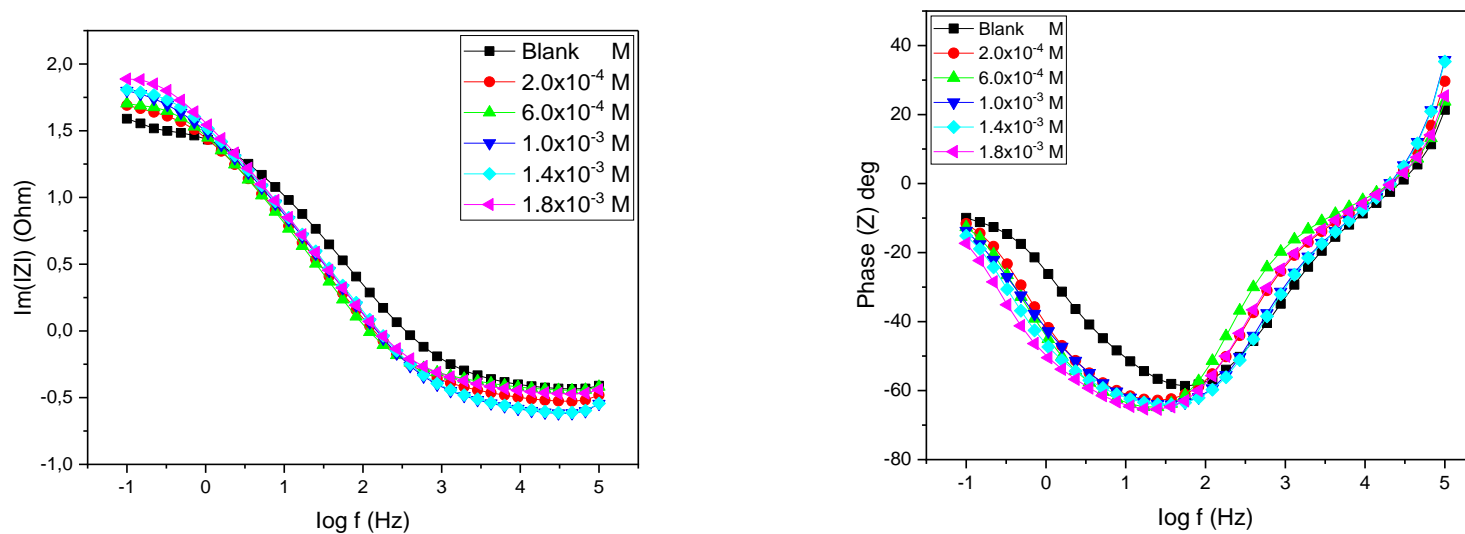 2,0
1,5
1,0
0,5
0,0
-0,5
-1,0
-1 0 1 2 3 4 5
Im(IZI) (Ohm)
log f (Hz)
Blank M
2.0x10⁻⁴ M
6.0x10⁻⁴ M
1.0x10⁻³ M
1.4x10⁻³ M
1.8x10⁻³ M
40
20
0
-20
-40
-60
-80
-1 0 1 2 3 4 5
Phase (Z) deg
log f (Hz)
Blank M
2.0x10⁻⁴ M
6.0x10⁻⁴ M
1.0x10⁻³ M
1.4x10⁻³ M
1.8x10⁻³ M